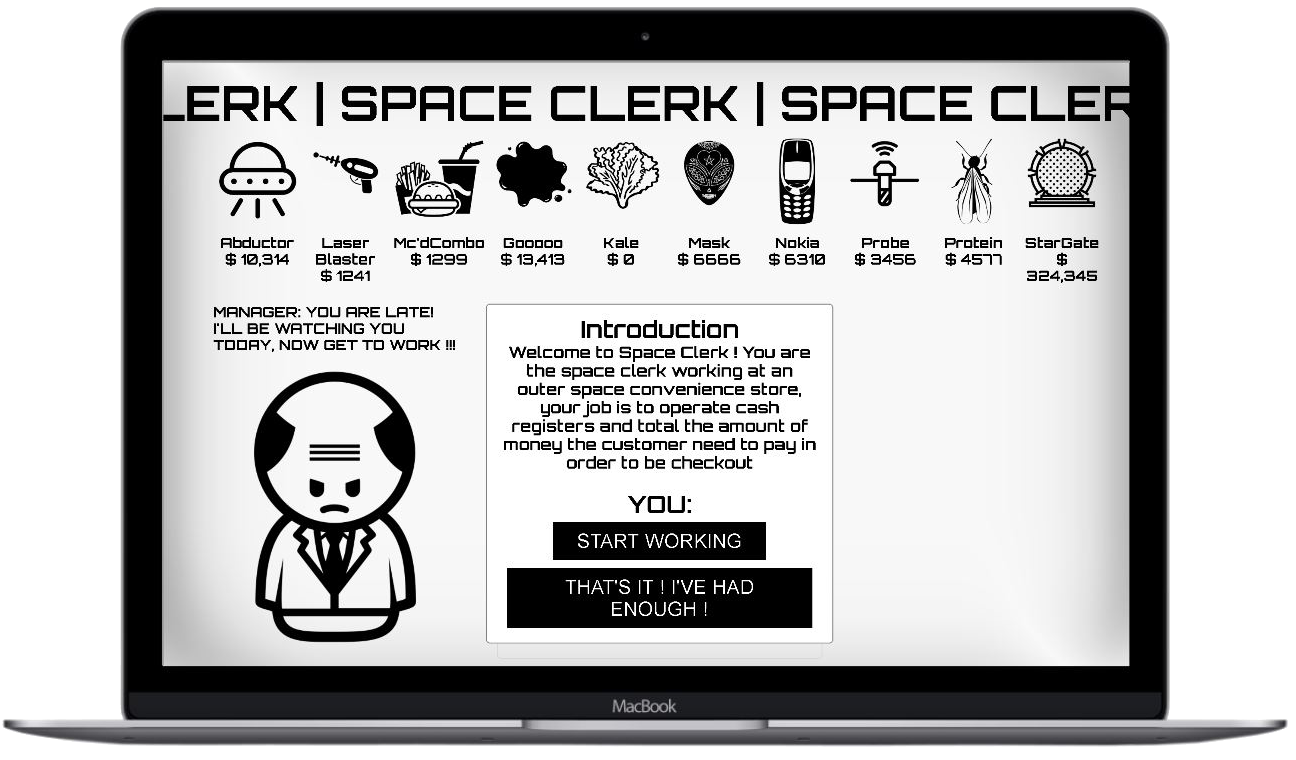 LERK | SPACE CLERK | SPACE CLER
Abductor
$ 10,314
Laser
Blaster
$ 1241
Mc'dCombo
$ 1299
Gooooo
$ 13,413
Kale
$ 0
Mask
$ 6666
Nokia
$ 6310
Probe
$ 3456
Protein
$ 4577
StarGate
$
324,345
MANAGER: YOU ARE LATE!
I'LL BE WATCHING YOU
TODAY, NOW GET TO WORK !!!
Introduction
Welcome to Space Clerk ! You are
the space clerk working at an
outer space convenience store,
your job is to operate cash
registers and total the amount of
money the customer need to pay in
order to be checkout
YOU:
START WORKING
THAT'S IT ! I'VE HAD
ENOUGH !
MacBook